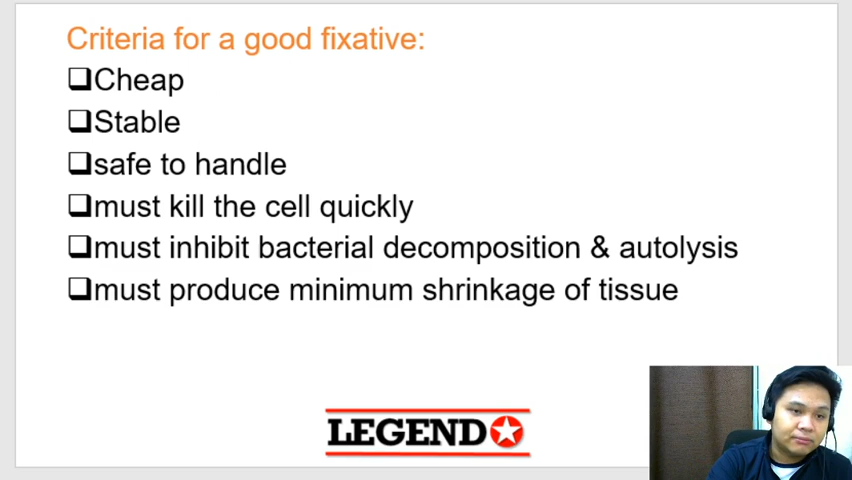 Criteria for a good fixative:
Cheap
Stable
safe to handle
must kill the cell quickly
must inhibit bacterial decomposition & autolysis
must produce minimum shrinkage of tissue
LEGEND